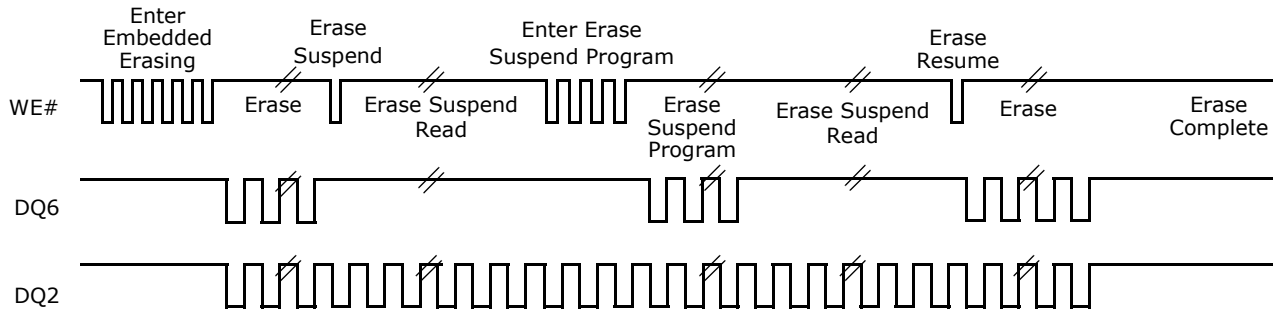 Enter
Embedded
Erasing
Erase
Suspend
Enter Erase
Suspend Program
Erase
Resume
WE#
Erase
Erase Suspend
Read
Erase
Suspend
Program
Erase Suspend
Read
Erase
Erase
Complete
DQ6
DQ2